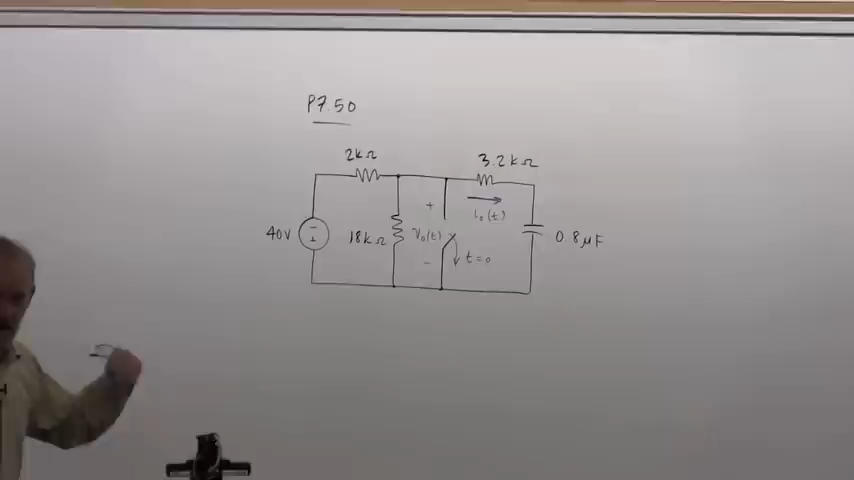 P7.50
2kΩ
3.2kΩ
+
i₀(t)
40V
-
+
18kΩ
V₀(t)
0.8μF
-
t=0